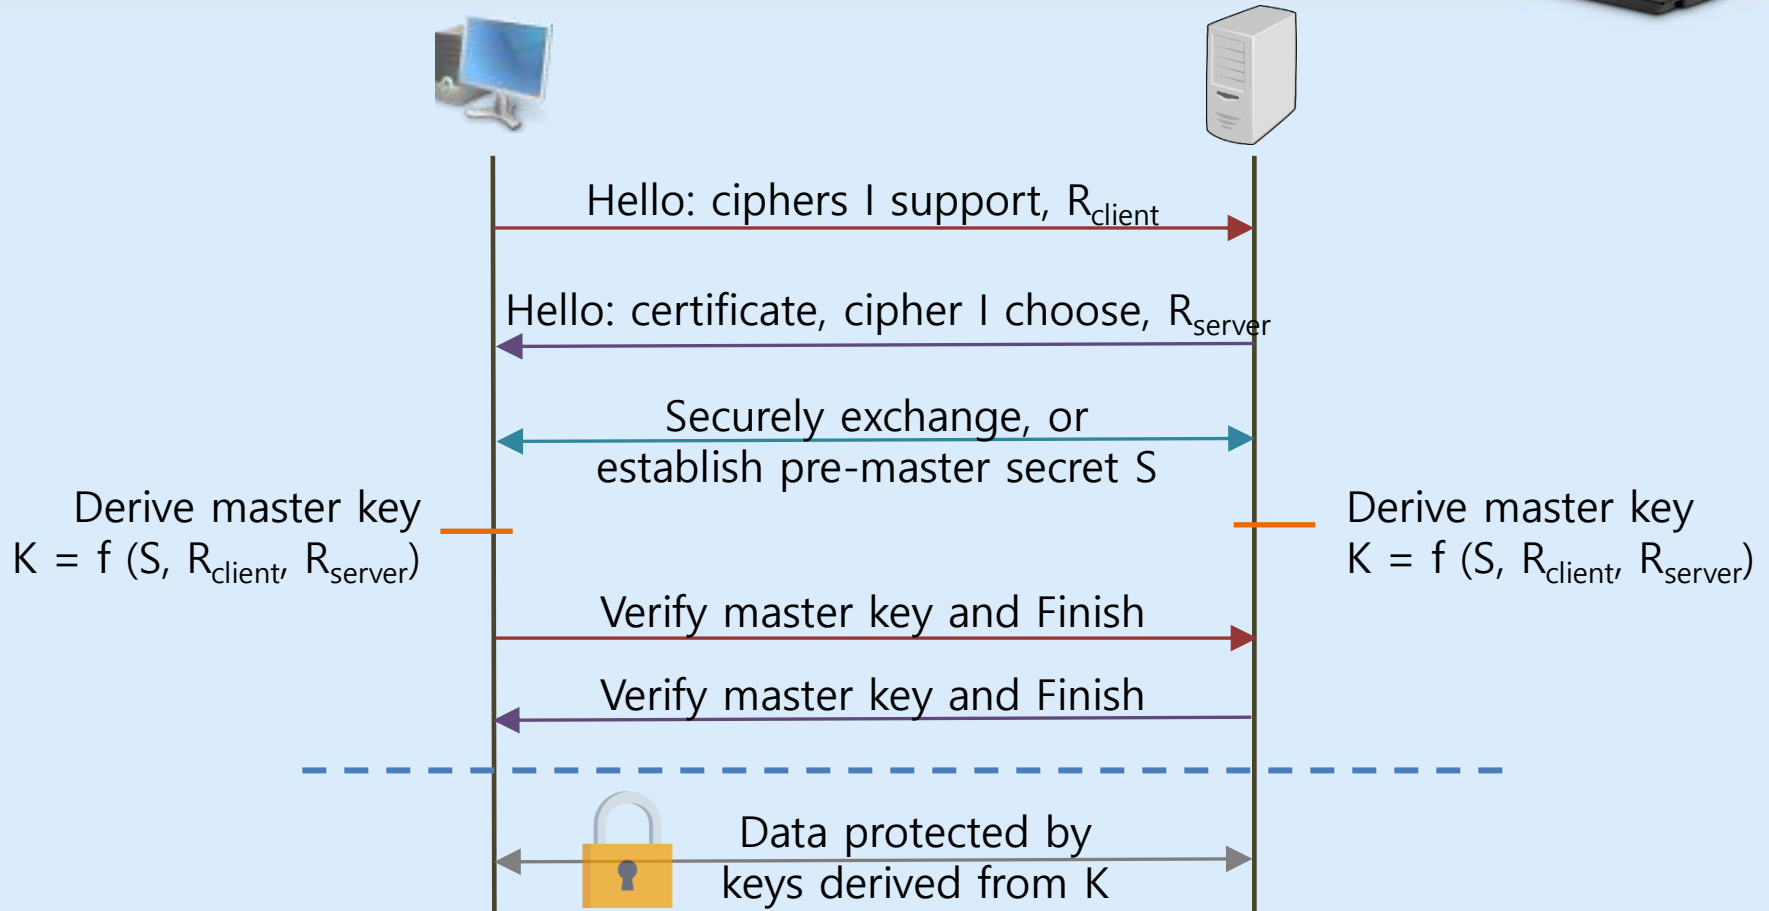 Hello: ciphers I support, Rclient
Hello: certificate, cipher I choose, Rserver
Securely exchange, or
establish pre-master secret S
Derive master key
K = f (S, Rclient, Rserver)
Derive master key
K = f (S, Rclient, Rserver)
Verify master key and Finish
Verify master key and Finish
Data protected by
keys derived from K